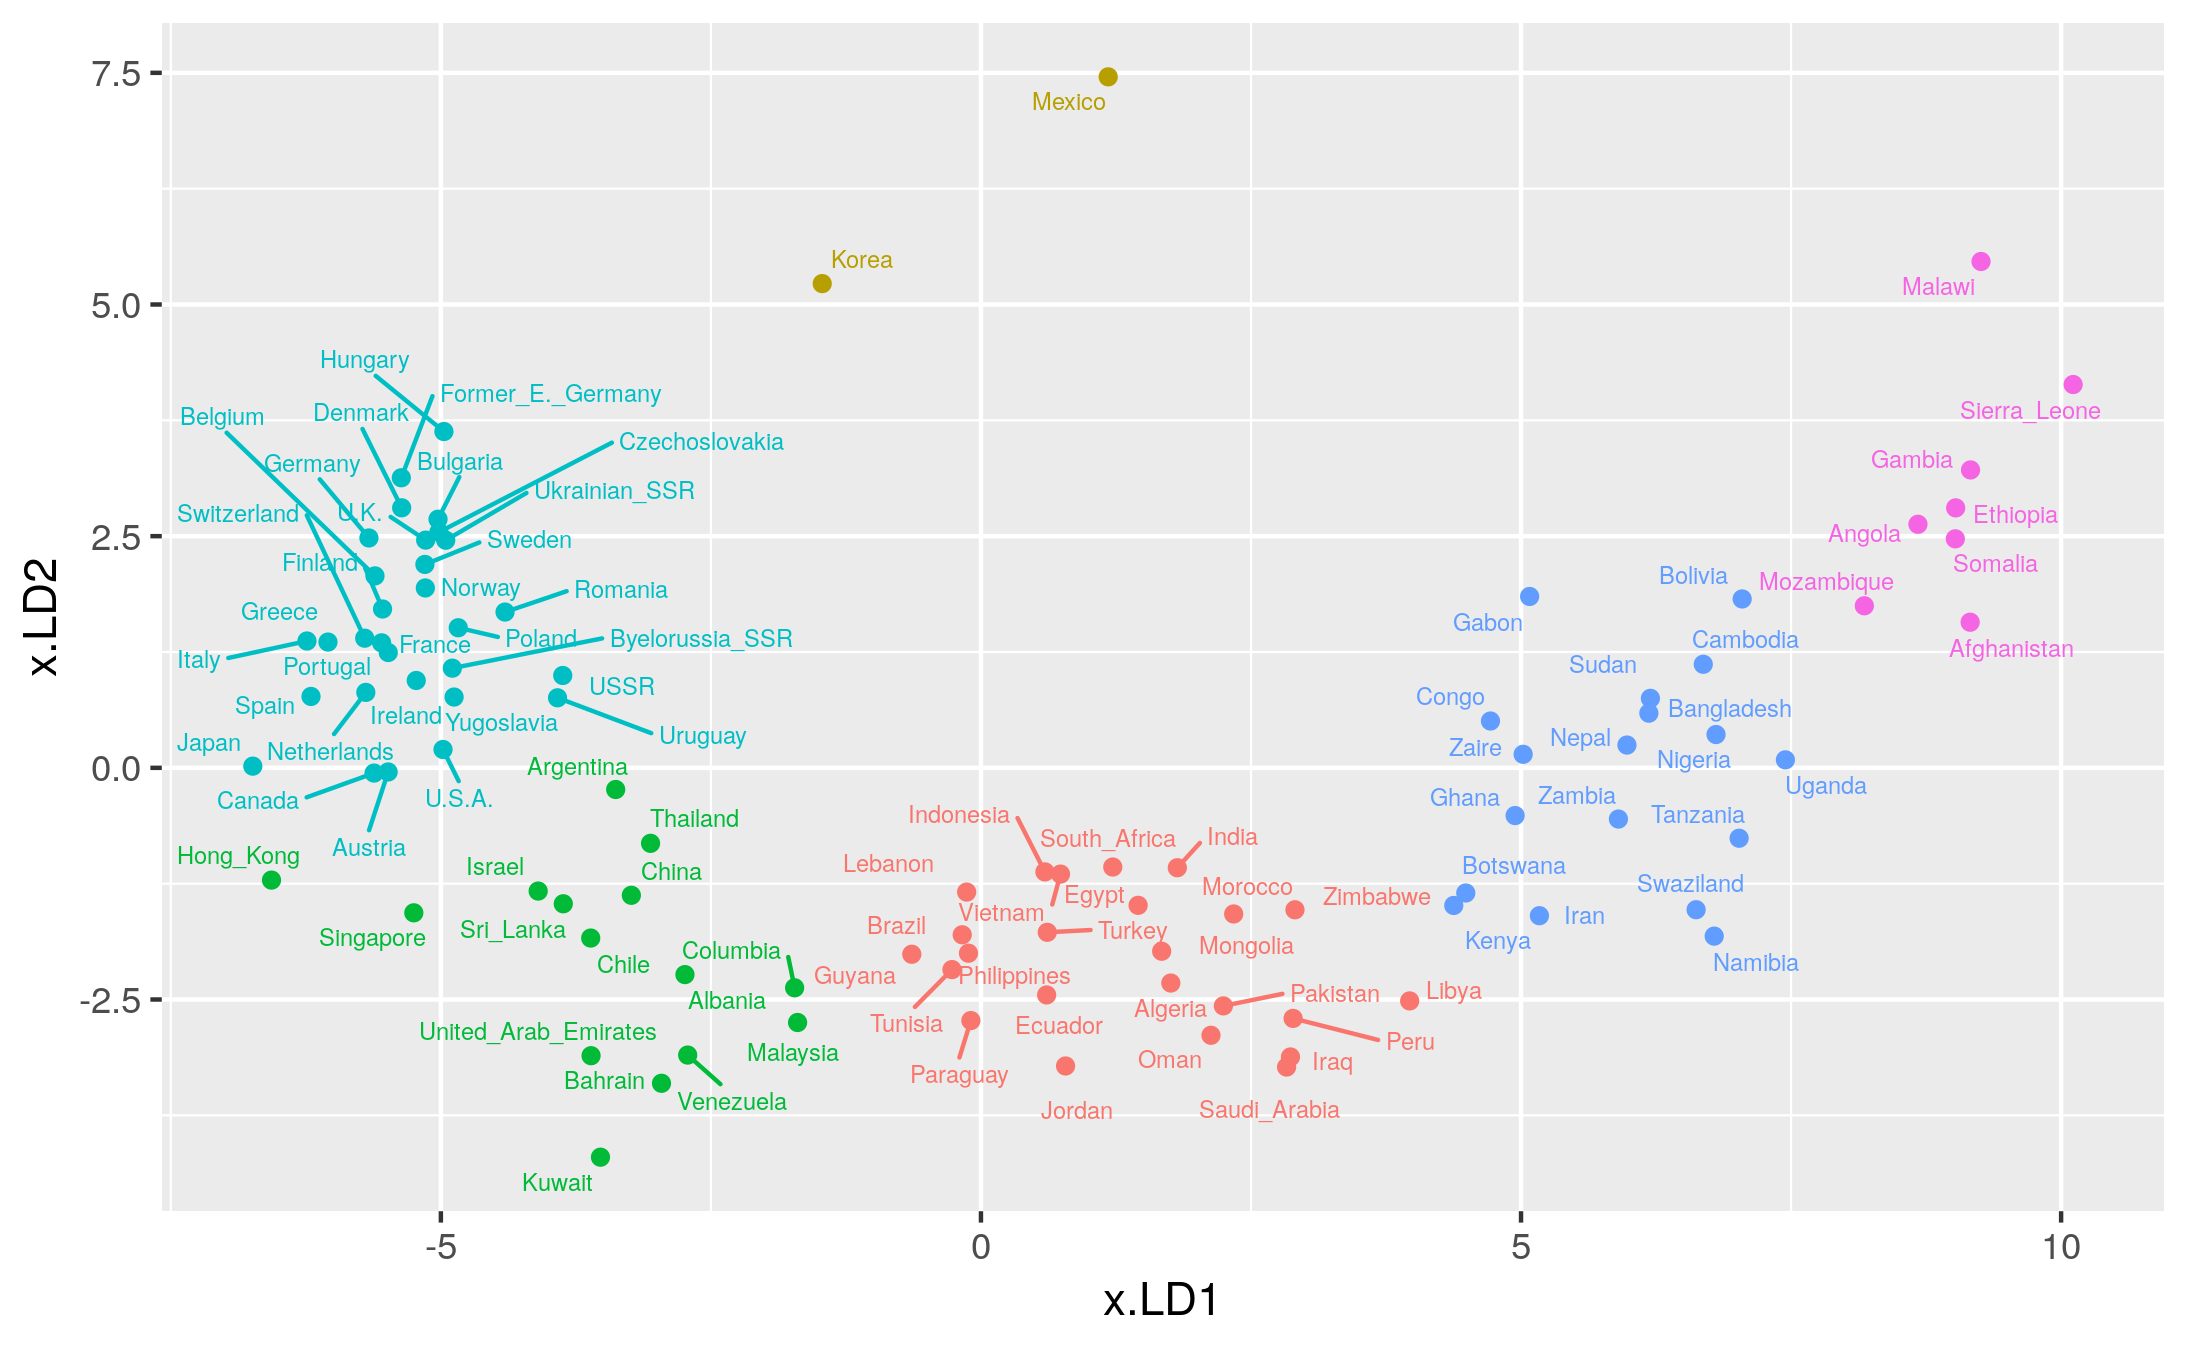 7.5
Mexico
Korea
5.0
Malawi
Hungary
Former_E._Germany
Sierra_Leone
Belgium
Denmark
Czechoslovakia
Germany
Bulgaria
Gambia
Ukrainian_SSR
Switzerland
U.K.
Ethiopia
2.5
Sweden
Angola
Finland
Somalia
Norway
Romania
Bolivia
Mozambique
Greece
Gabon
France
Poland
Byelorussia_SSR
Cambodia
Afghanistan
Italy
Portugal
Sudan
USSR
Congo
Spain
Ireland
Yugoslavia
Bangladesh
Japan
Netherlands
Uruguay
Zaire
Nepal
Nigeria
0.0
Argentina
Canada
U.S.A.
Ghana
Zambia
Uganda
Indonesia
Thailand
Tanzania
South_Africa
India
Austria
Hong_Kong
Israel
China
Lebanon
Botswana
Egypt
Morocco
Zimbabwe
Swaziland
Vietnam
Singapore
Sri_Lanka
Brazil
Turkey
Mongolia
Iran
Kenya
Columbia
Chile
Guyana
Philippines
Namibia
-2.5
Albania
Algeria
Pakistan
Libya
United_Arab_Emirates
Tunisia
Ecuador
Malaysia
Oman
Peru
Bahrain
Paraguay
Iraq
Venezuela
Jordan
Saudi_Arabia
Kuwait
x.LD2
-5
0
5
10
x.LD1